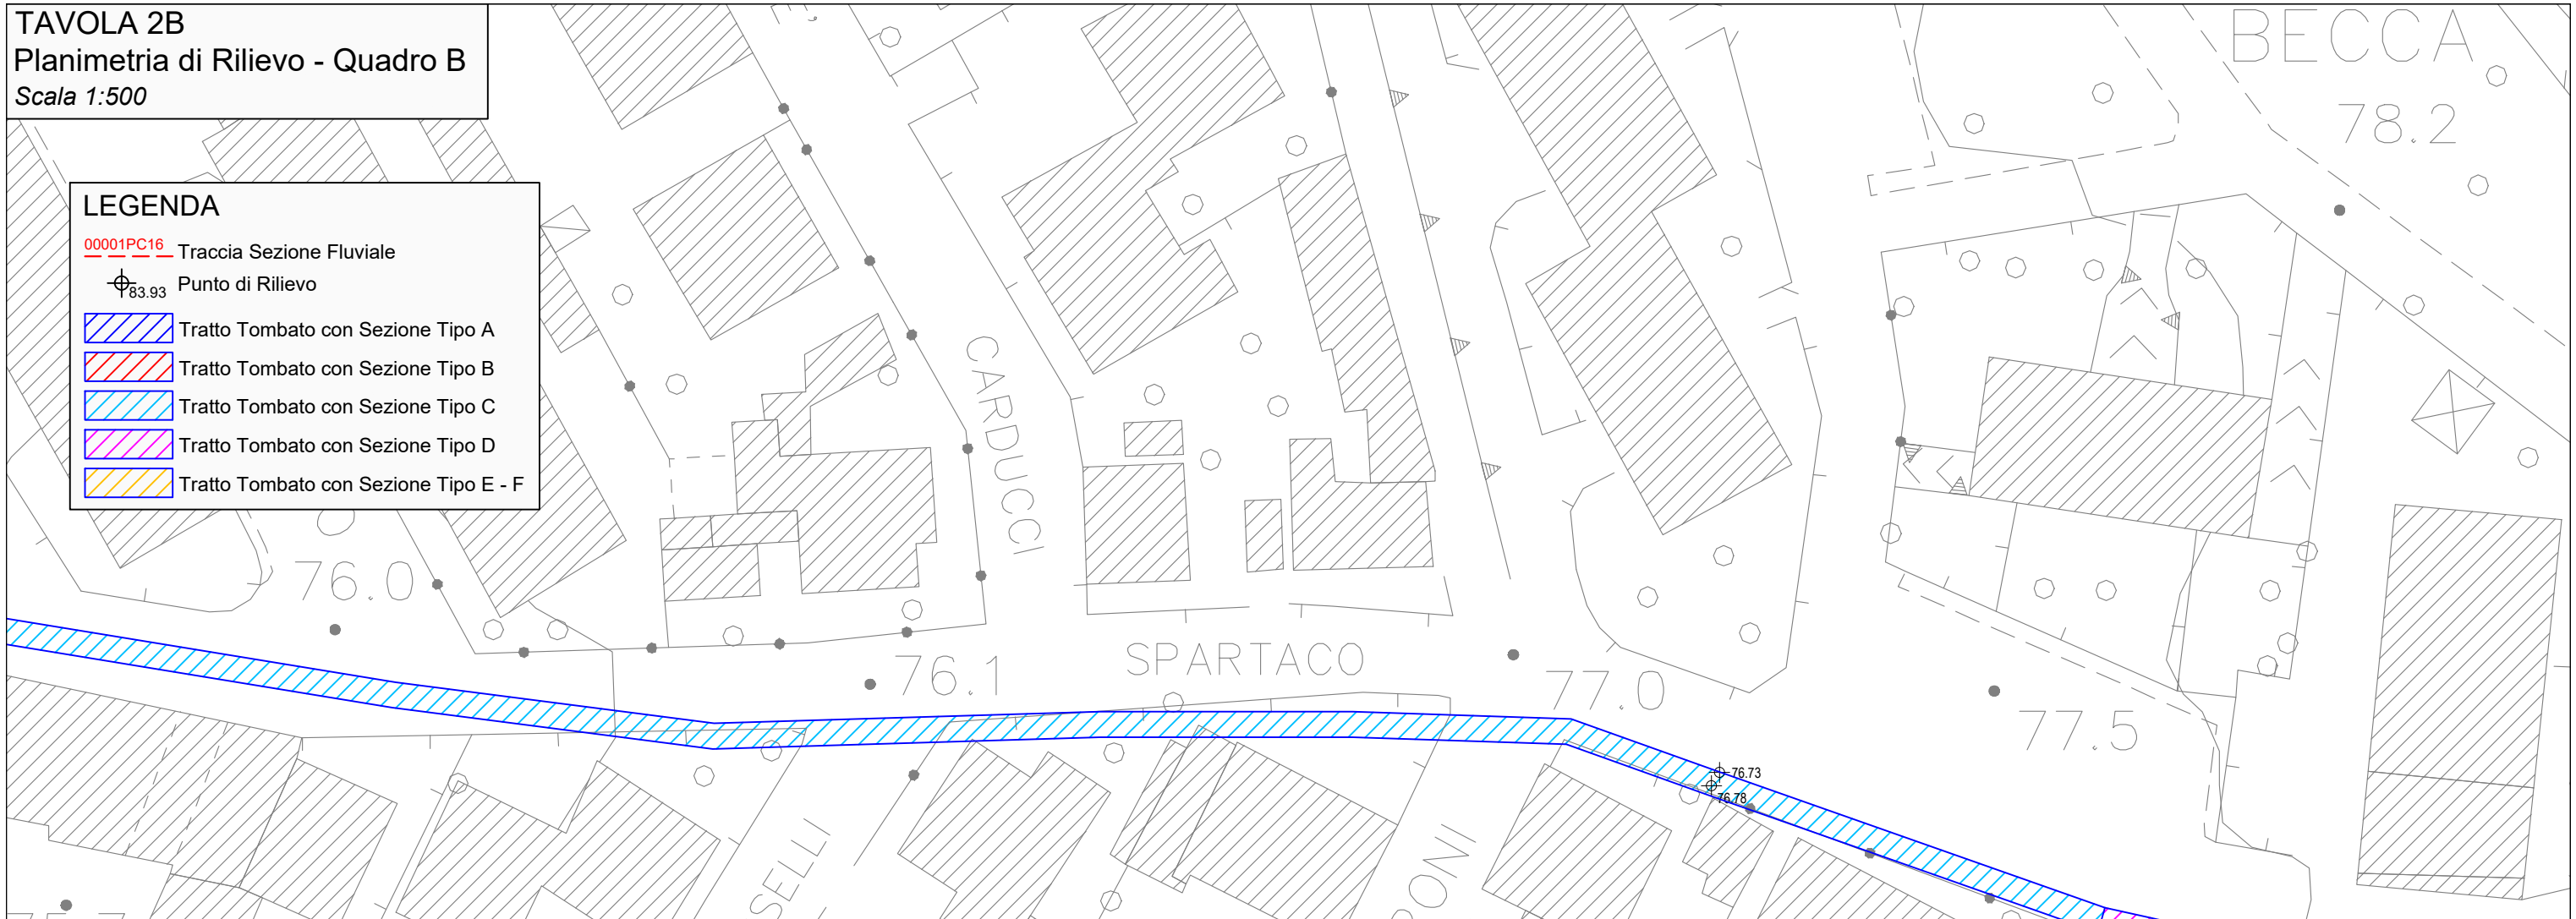 TAVOLA 2B
Planimetria di Rilievo - Quadro B
Scala 1:500
BECCA
78.2
LEGENDA
00001PC16 Traccia Sezione Fluviale
83.93 Punto di Rilievo
Tratto Tombato con Sezione Tipo A
Tratto Tombato con Sezione Tipo B
Tratto Tombato con Sezione Tipo C
Tratto Tombato con Sezione Tipo D
Tratto Tombato con Sezione Tipo E - F
CARDUCCI
76.0
76.1
SPARTACO
77.0
77.5
76.73
76.78
SELLI
PONI